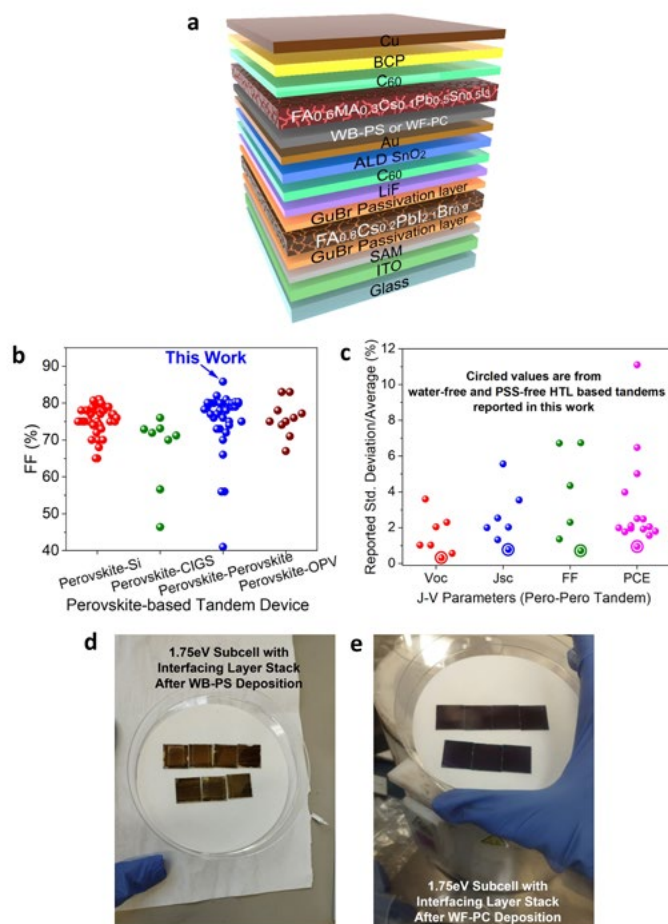 a
Cu
BCP
C60
FA0.6MA0.3Cs0.1Pb0.5Sn0.5I3
WB-PS or WF-PC
Au
ALD SnO2
C60
LiF
GuBr Passivation layer
FA0.8Cs0.2PbI2.1Br0.9
GuBr Passivation layer
SAM
ITO
Glass
b
This Work
90
80
70
60
50
40
FF (%)
Perovskite-Si
Perovskite-CIGS
Perovskite-Perovskite
Perovskite-OPV
Perovskite-based Tandem Device
c
Circled values are from
water-free and PSS-free HTL based tandems
reported in this work
12
10
8
6
4
2
0
Reported Std. Deviation/Average (%)
Voc
Jsc
FF
PCE
J-V Parameters (Pero-Pero Tandem)
d
1.75eV Subcell with
Interfacing Layer Stack
After WB-PS Deposition
e
1.75eV Subcell with
Interfacing Layer Stack
After WF-PC Deposition